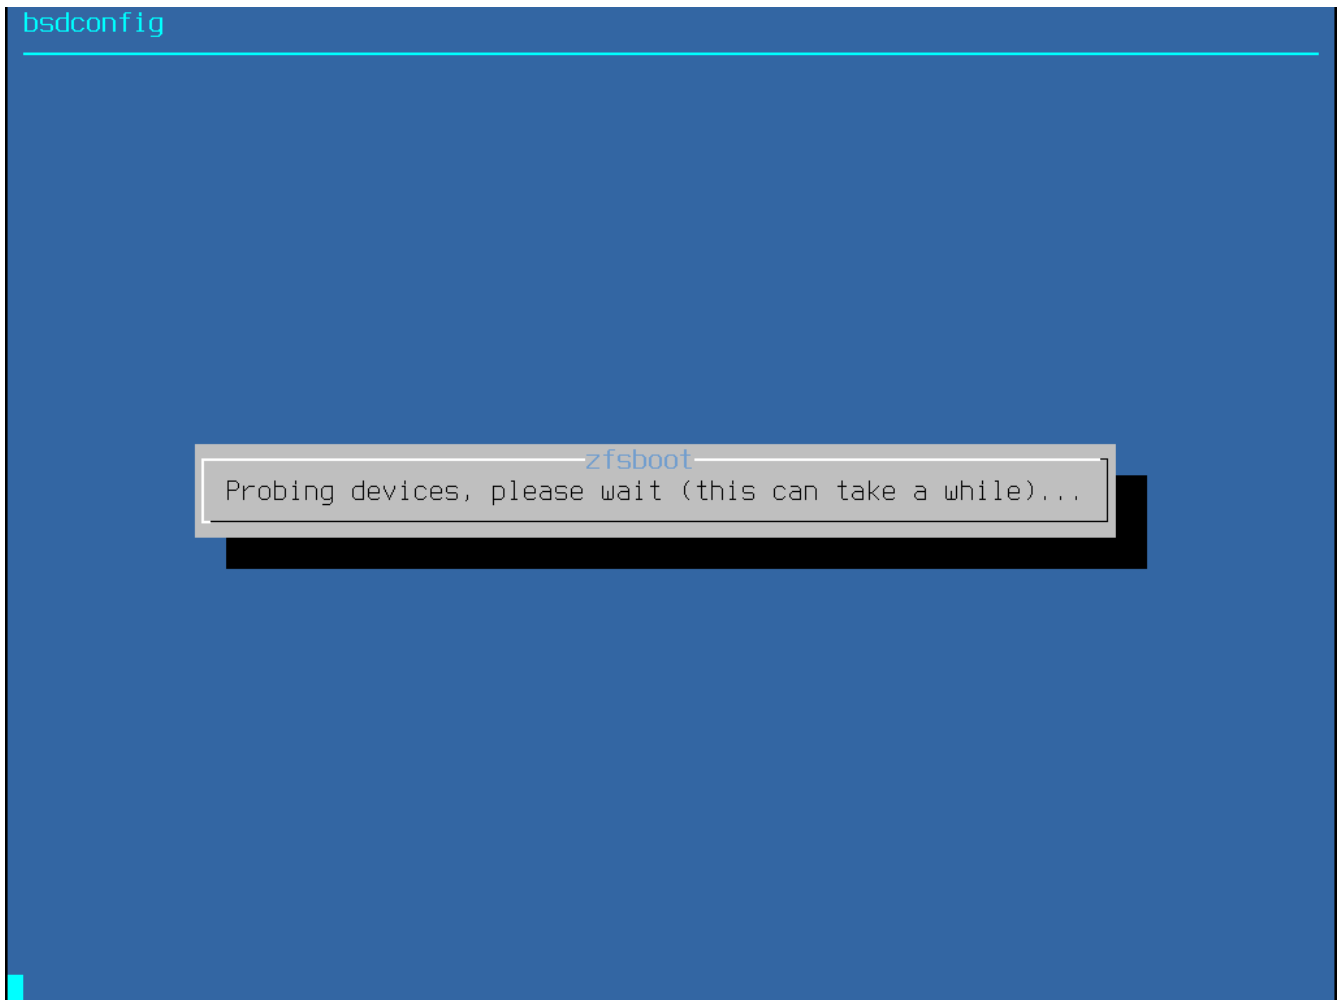 bsdconfig
zfsboot
Probing devices, please wait (this can take a while)...